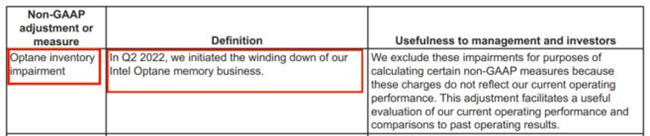 Non-GAAP
adjustment or
measure
Definition
Usefulness to management and investors
Optane inventory
impairment
In Q2 2022, we initiated the winding down of our
Intel Optane memory business.
We exclude these impairments for purposes of
calculating certain non-GAAP measures because
these charges do not reflect our current operating
performance. This adjustment facilitates a useful
evaluation of our current operating performance and
comparisons to past operating results.